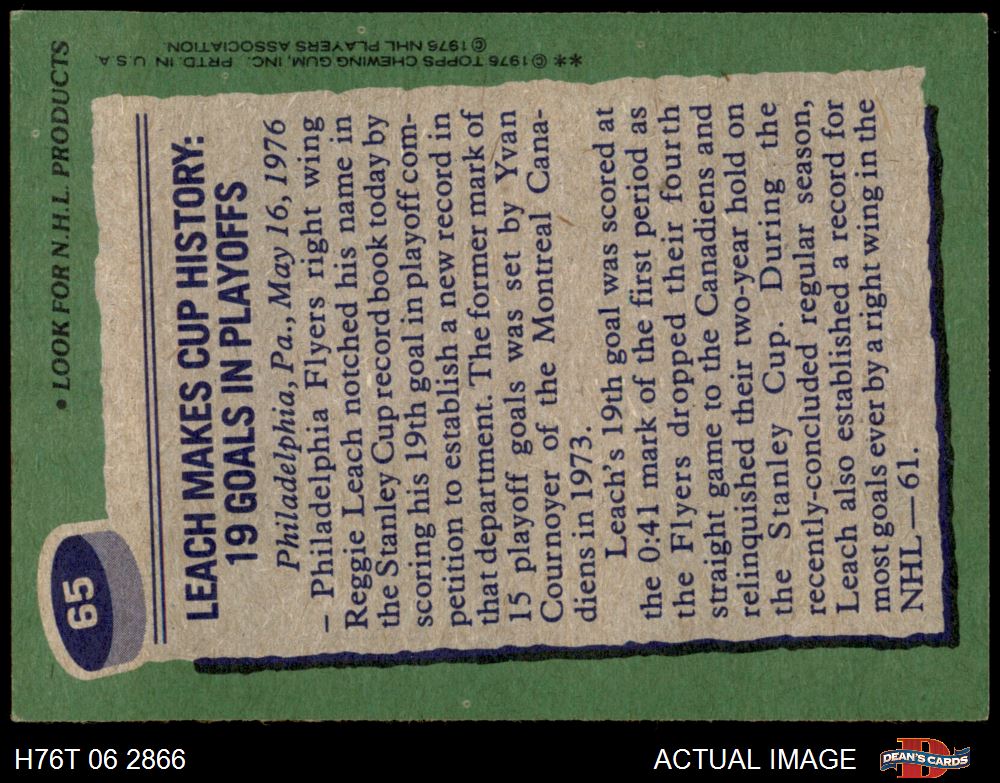 65
• LOOK FOR N.H.L. PRODUCTS
LEACH MAKES CUP HISTORY:
19 GOALS IN PLAYOFFS
Philadelphia, Pa., May 16, 1976
– Philadelphia Flyers right wing
Reggie Leach notched his name in
the Stanley Cup record book today by
scoring his 19th goal in playoff com-
petition to establish a new record in
that department. The former mark of
15 playoff goals was set by Yvan
Cournoyer of the Montreal Cana-
diens in 1973.
Leach's 19th goal was scored at
the 0:41 mark of the first period as
the Flyers dropped their fourth
straight game to the Canadiens and
relinquished their two-year hold on
the Stanley Cup. During the
recently-concluded regular season,
Leach also established a record for
most goals ever by a right wing in the
NHL—61.
**©1976 TOPPS CHEWING GUM, INC. PRTD. IN U.S.A.
©1976 NHL PLAYERS ASSOCIATION
H76T 06 2866
ACTUAL IMAGE
D
DEAN'S CARDS